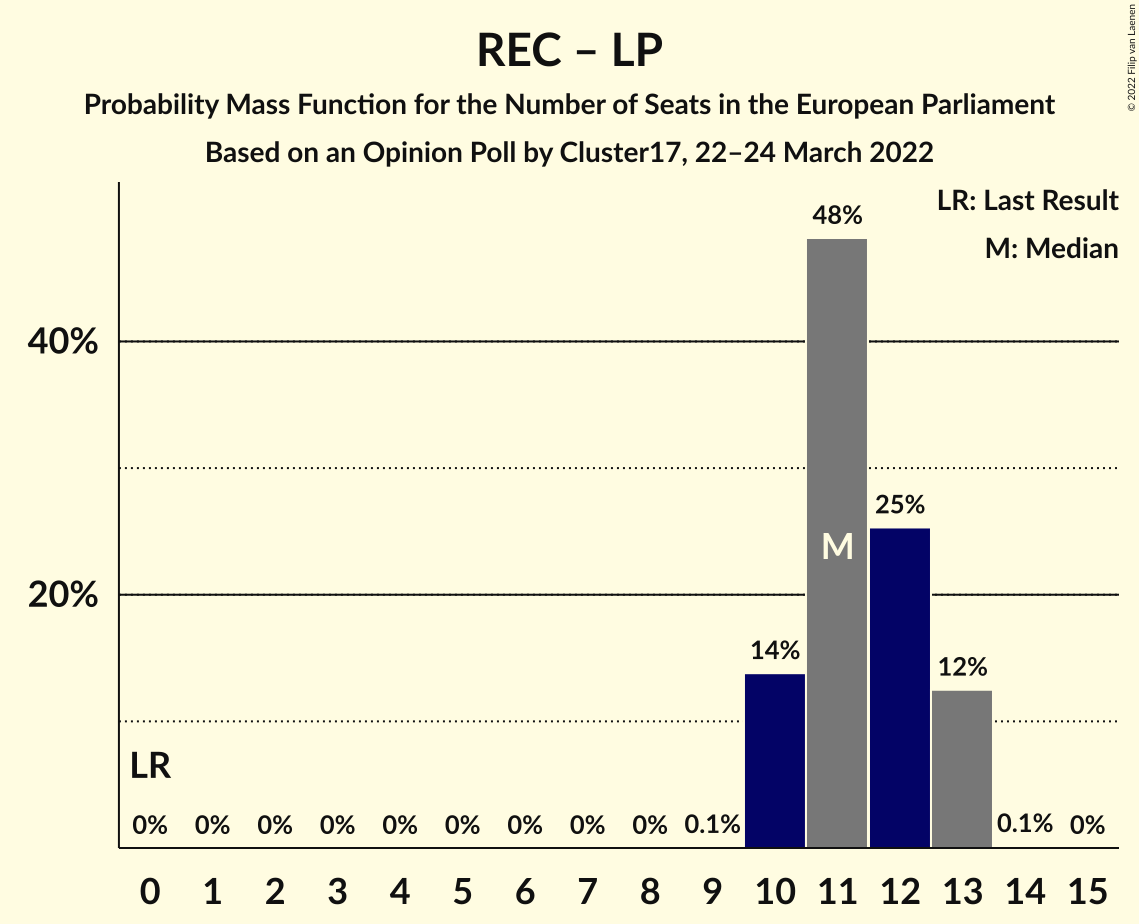 REC – LP
Probability Mass Function for the Number of Seats in the European Parliament
Based on an Opinion Poll by Cluster17, 22–24 March 2022
© 2022 Filip van Laenen
LR: Last Result
M: Median
48%
40%
25%
M
20%
14%
12%
LR
0% 0% 0% 0% 0% 0% 0% 0% 0% 0.1% 0.1% 0%
0 1 2 3 4 5 6 7 8 9 10 11 12 13 14 15